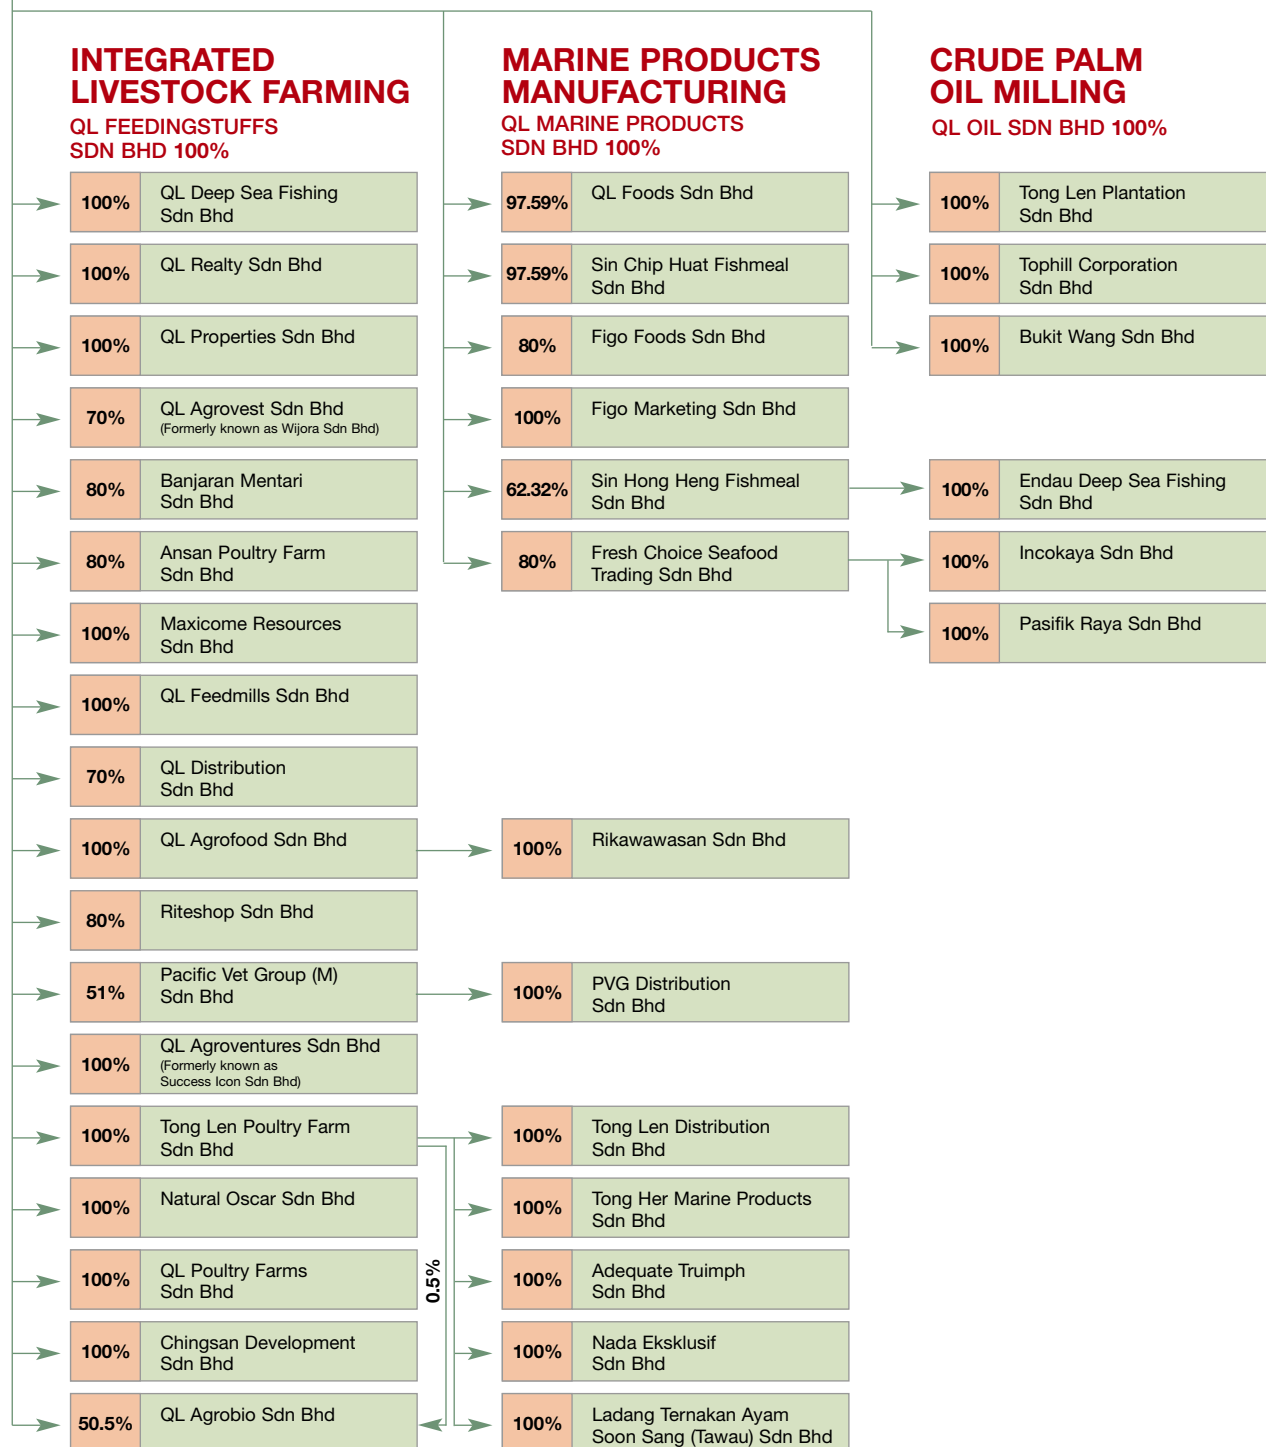 INTEGRATED
LIVESTOCK FARMING
QL FEEDINGSTUFFS
SDN BHD 100%
100%
QL Deep Sea Fishing
Sdn Bhd
100%
QL Realty Sdn Bhd
100%
QL Properties Sdn Bhd
70%
QL Agrovest Sdn Bhd
(Formerly known as Wijora Sdn Bhd)
80%
Banjaran Mentari
Sdn Bhd
80%
Ansan Poultry Farm
Sdn Bhd
100%
Maxicome Resources
Sdn Bhd
100%
QL Feedmills Sdn Bhd
70%
QL Distribution
Sdn Bhd
100%
QL Agrofood Sdn Bhd
80%
Riteshop Sdn Bhd
51%
Pacific Vet Group (M)
Sdn Bhd
100%
QL Agroventures Sdn Bhd
(Formerly known as
Success Icon Sdn Bhd)
100%
Tong Len Poultry Farm
Sdn Bhd
100%
Natural Oscar Sdn Bhd
100%
QL Poultry Farms
Sdn Bhd
100%
Chingsan Development
Sdn Bhd
50.5%
QL Agrobio Sdn Bhd
0.5%
MARINE PRODUCTS
MANUFACTURING
QL MARINE PRODUCTS
SDN BHD 100%
97.59%
QL Foods Sdn Bhd
97.59%
Sin Chip Huat Fishmeal
Sdn Bhd
80%
Figo Foods Sdn Bhd
100%
Figo Marketing Sdn Bhd
62.32%
Sin Hong Heng Fishmeal
Sdn Bhd
80%
Fresh Choice Seafood
Trading Sdn Bhd
100%
Rikawawasan Sdn Bhd
100%
PVG Distribution
Sdn Bhd
100%
Tong Len Distribution
Sdn Bhd
100%
Tong Her Marine Products
Sdn Bhd
100%
Adequate Truimph
Sdn Bhd
100%
Nada Eksklusif
Sdn Bhd
100%
Ladang Ternakan Ayam
Soon Sang (Tawau) Sdn Bhd
CRUDE PALM
OIL MILLING
QL OIL SDN BHD 100%
100%
Tong Len Plantation
Sdn Bhd
100%
Tophill Corporation
Sdn Bhd
100%
Bukit Wang Sdn Bhd
100%
Endau Deep Sea Fishing
Sdn Bhd
100%
Incokaya Sdn Bhd
100%
Pasifik Raya Sdn Bhd